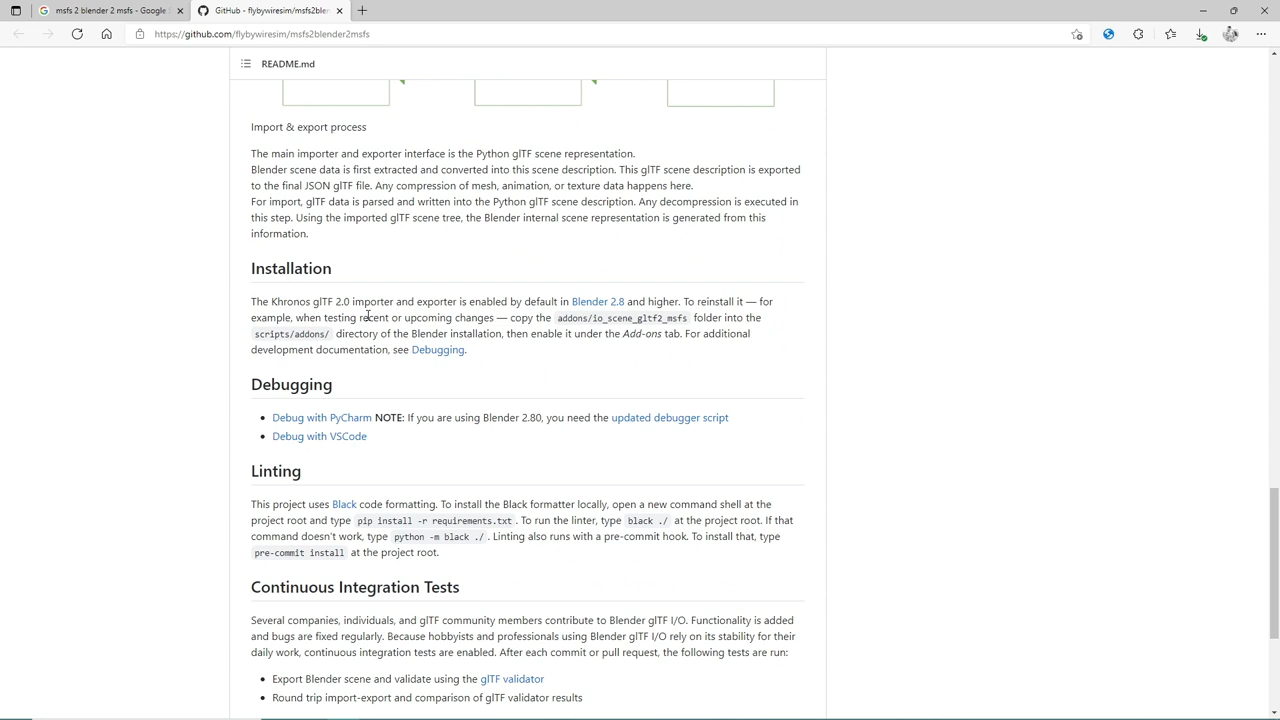 msfs 2 blender 2 msfs - Google S
GitHub - flybywiresim/msfs2blen
https://github.com/flybywiresim/msfs2blender2msfs
README.md
Import & export process
The main importer and exporter interface is the Python glTF scene representation.
Blender scene data is first extracted and converted into this scene description. This glTF scene description is exported
to the final JSON glTF file. Any compression of mesh, animation, or texture data happens here.
For import, glTF data is parsed and written into the Python glTF scene description. Any decompression is executed in
this step. Using the imported glTF scene tree, the Blender internal scene representation is generated from this
information.
Installation
The Khronos glTF 2.0 importer and exporter is enabled by default in Blender 2.8 and higher. To reinstall it — for
example, when testing recent or upcoming changes — copy the addons/io_scene_gltf2_msfs folder into the
scripts/addons/ directory of the Blender installation, then enable it under the Add-ons tab. For additional
development documentation, see Debugging.
Debugging
• Debug with PyCharm NOTE: If you are using Blender 2.80, you need the updated debugger script
• Debug with VSCode
Linting
This project uses Black code formatting. To install the Black formatter locally, open a new command shell at the
project root and type pip install -r requirements.txt. To run the linter, type black ./ at the project root. If that
command doesn't work, type python -m black ./. Linting also runs with a pre-commit hook. To install that, type
pre-commit install at the project root.
Continuous Integration Tests
Several companies, individuals, and glTF community members contribute to Blender glTF I/O. Functionality is added
and bugs are fixed regularly. Because hobbyists and professionals using Blender glTF I/O rely on its stability for their
daily work, continuous integration tests are enabled. After each commit or pull request, the following tests are run:
• Export Blender scene and validate using the glTF validator
• Round trip import-export and comparison of glTF validator results